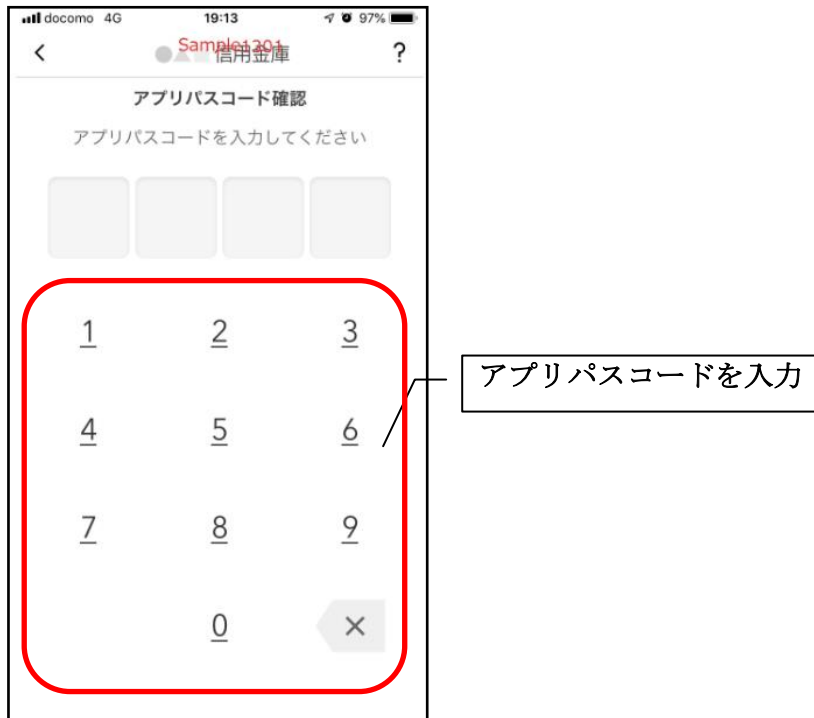 docomo 4G 19:13 97%
Sample1201
●▲■信用金庫
?
アプリパスコード確認
アプリパスコードを入力してください
1 2 3
4 5 6
アプリパスコードを入力
7 8 9
0 ×